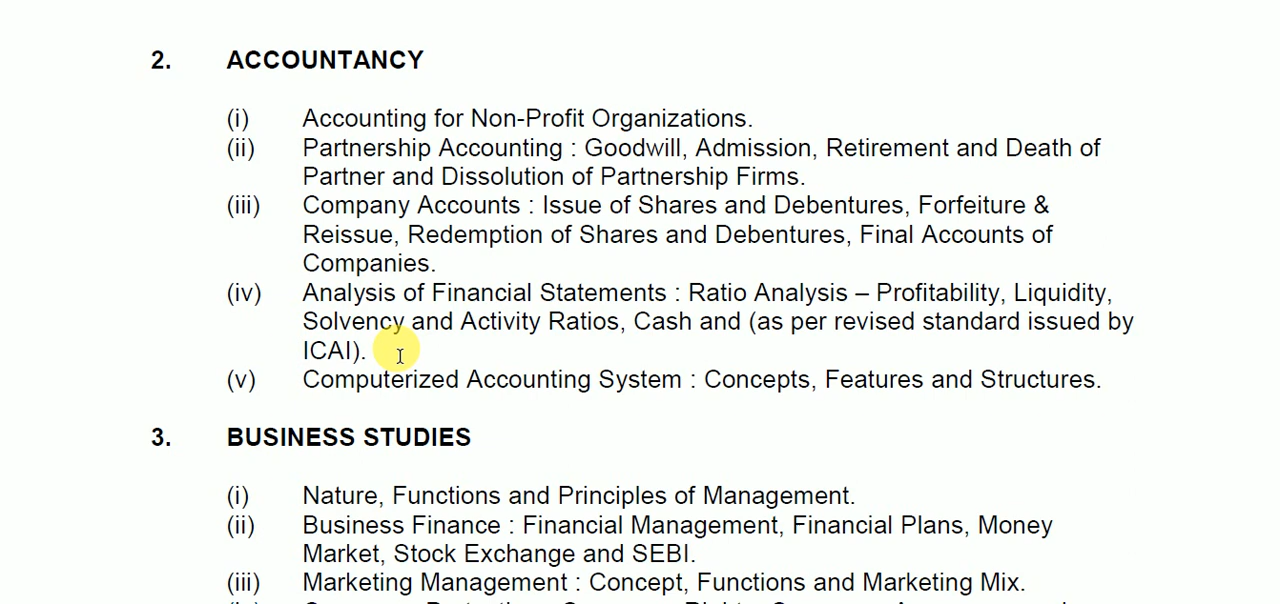 2. ACCOUNTANCY
(i) Accounting for Non-Profit Organizations.
(ii) Partnership Accounting : Goodwill, Admission, Retirement and Death of
Partner and Dissolution of Partnership Firms.
(iii) Company Accounts : Issue of Shares and Debentures, Forfeiture &
Reissue, Redemption of Shares and Debentures, Final Accounts of
Companies.
(iv) Analysis of Financial Statements : Ratio Analysis – Profitability, Liquidity,
Solvency and Activity Ratios, Cash and (as per revised standard issued by
ICAI).
(v) Computerized Accounting System : Concepts, Features and Structures.
3. BUSINESS STUDIES
(i) Nature, Functions and Principles of Management.
(ii) Business Finance : Financial Management, Financial Plans, Money
Market, Stock Exchange and SEBI.
(iii) Marketing Management : Concept, Functions and Marketing Mix.